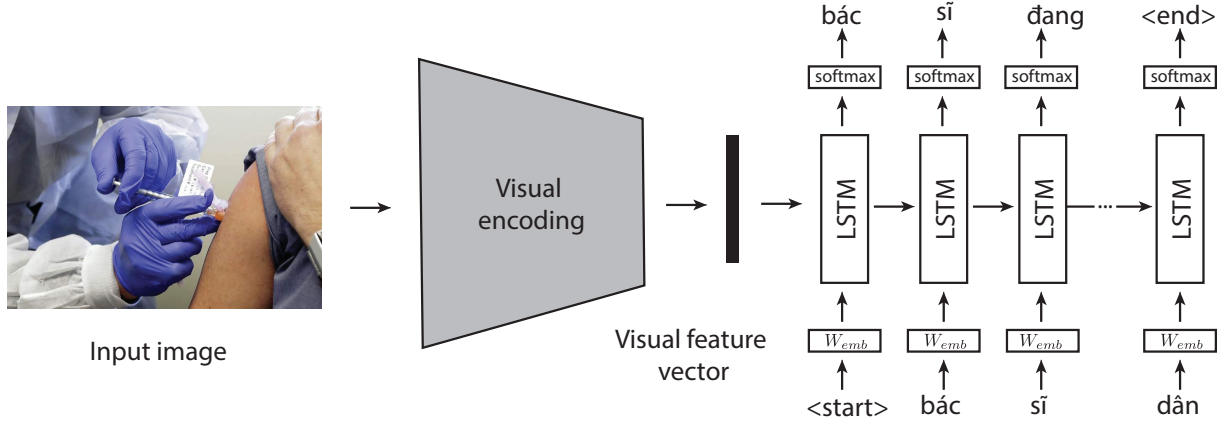 bác sĩ đang <end>
softmax softmax softmax softmax
Visual
encoding
LSTM LSTM LSTM ... LSTM
Input image
Visual feature
vector
W_emb W_emb W_emb W_emb
<start> bác sĩ dân